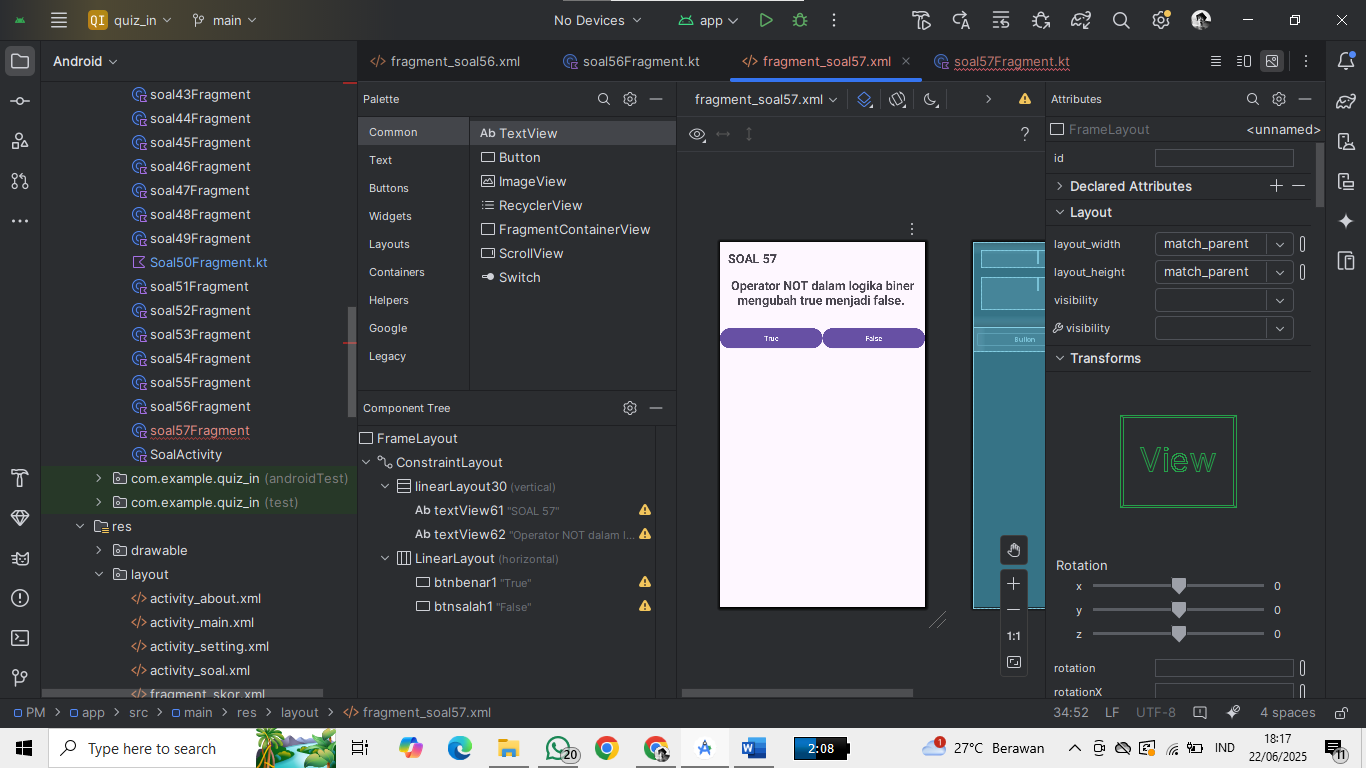 QI quiz_in main No Devices app
Android
soal43Fragment
soal44Fragment
soal45Fragment
soal46Fragment
soal47Fragment
soal48Fragment
soal49Fragment
Soal50Fragment.kt
soal51Fragment
soal52Fragment
soal53Fragment
soal54Fragment
soal55Fragment
soal56Fragment
soal57Fragment
SoalActivity
com.example.quiz_in (androidTest)
com.example.quiz_in (test)
res
drawable
layout
activity_about.xml
activity_main.xml
activity_setting.xml
activity_soal.xml
fragment_skor.xml
fragment_soal56.xml soal56Fragment.kt fragment_soal57.xml soal57Fragment.kt
Palette
Common
Text
Buttons
Widgets
Layouts
Containers
Helpers
Google
Legacy
Ab TextView
Button
ImageView
RecyclerView
FragmentContainerView
ScrollView
Switch
Component Tree
FrameLayout
ConstraintLayout
linearLayout30 (vertical)
Ab textView61 "SOAL 57"
Ab textView62 "Operator NOT dalam l...
LinearLayout (horizontal)
btnbenar1 "True"
btnsalah1 "False"
fragment_soal57.xml
?
SOAL 57
Operator NOT dalam logika biner
mengubah true menjadi false.
True False
Button
1:1
Attributes
FrameLayout <unnamed>
id
Declared Attributes
Layout
layout_width match_parent
layout_height match_parent
visibility
visibility
Transforms
View
Rotation
x 0
y 0
z 0
rotation
rotationX
PM app src main res layout fragment_soal57.xml 34:52 LF UTF-8 4 spaces
Type here to search 20 2:08 1 27°C Berawan IND 18:17 22/06/2025 11